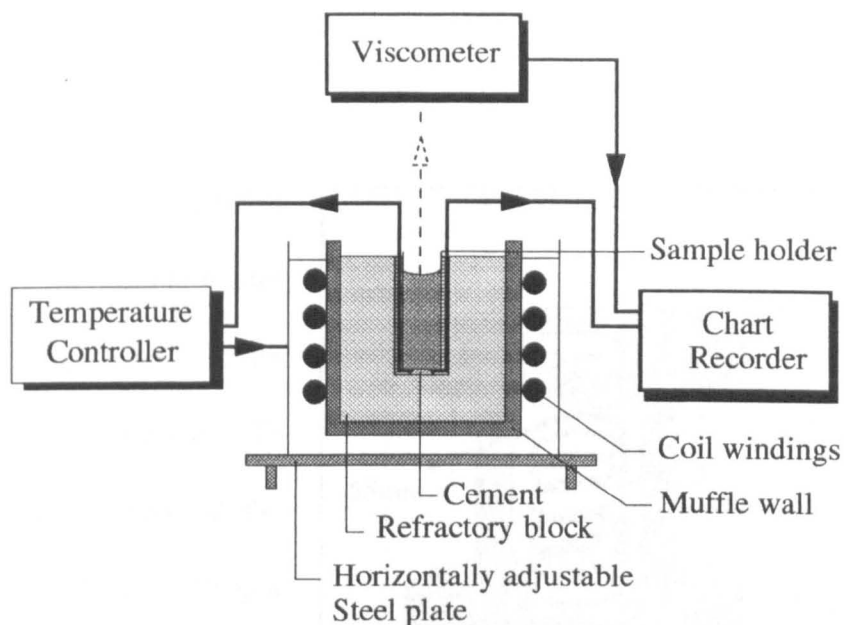 Viscometer
Sample holder
Temperature
Controller
Chart
Recorder
Coil windings
Cement
Muffle wall
Refractory block
Horizontally adjustable
Steel plate